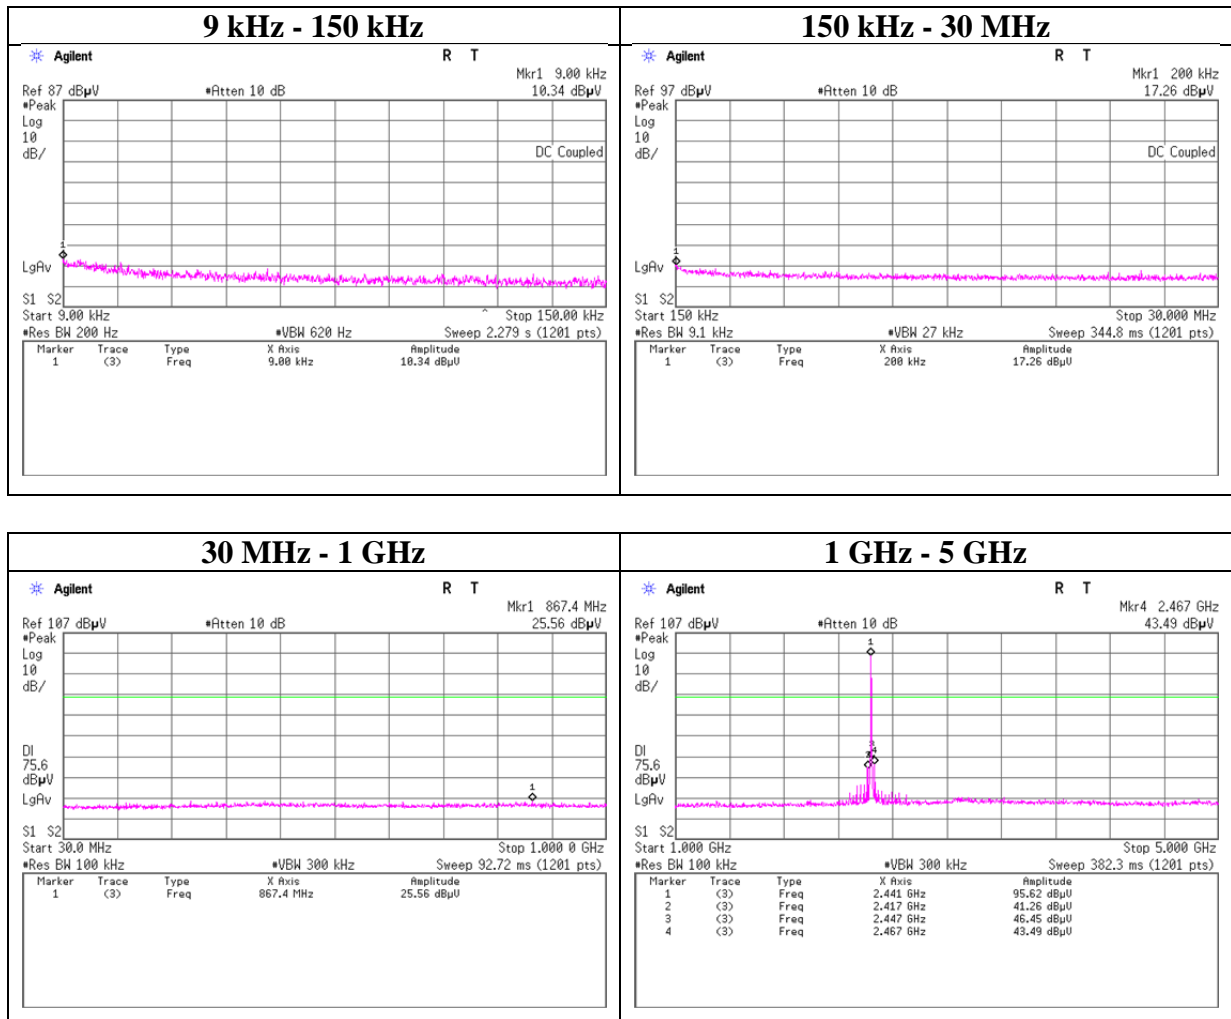 9 kHz - 150 kHz
Agilent
R T
Mkr1 9.00 kHz
Ref 87 dBµV
#Atten 10 dB
10.34 dBµV
#Peak
Log
10
dB/
DC Coupled
1
LgAv
S1 S2
Start 9.00 kHz
^
Stop 150.00 kHz
#Res BW 200 Hz
#VBW 620 Hz
Sweep 2.279 s (1201 pts)
Marker Trace Type X Axis Amplitude
1 (3) Freq 9.00 kHz 10.34 dBµV
150 kHz - 30 MHz
Agilent
R T
Mkr1 200 kHz
Ref 97 dBµV
#Atten 10 dB
17.26 dBµV
#Peak
Log
10
dB/
DC Coupled
1
LgAv
S1 S2
Start 150 kHz
Stop 30.000 MHz
#Res BW 9.1 kHz
#VBW 27 kHz
Sweep 344.8 ms (1201 pts)
Marker Trace Type X Axis Amplitude
1 (3) Freq 200 kHz 17.26 dBµV
30 MHz - 1 GHz
Agilent
R T
Mkr1 867.4 MHz
Ref 107 dBµV
#Atten 10 dB
25.56 dBµV
#Peak
Log
10
dB/
DI
75.6
dBµV
1
LgAv
S1 S2
Start 30.0 MHz
Stop 1.000 0 GHz
#Res BW 100 kHz
#VBW 300 kHz
Sweep 92.72 ms (1201 pts)
Marker Trace Type X Axis Amplitude
1 (3) Freq 867.4 MHz 25.56 dBµV
1 GHz - 5 GHz
Agilent
R T
Mkr4 2.467 GHz
Ref 107 dBµV
#Atten 10 dB
43.49 dBµV
#Peak
1
Log
10
dB/
DI
75.6
dBµV
LgAv
S1 S2
Start 1.000 GHz
Stop 5.000 GHz
#Res BW 100 kHz
#VBW 300 kHz
Sweep 382.3 ms (1201 pts)
Marker Trace Type X Axis Amplitude
1 (3) Freq 2.441 GHz 95.62 dBµV
2 (3) Freq 2.417 GHz 41.26 dBµV
3 (3) Freq 2.447 GHz 46.45 dBµV
4 (3) Freq 2.467 GHz 43.49 dBµV